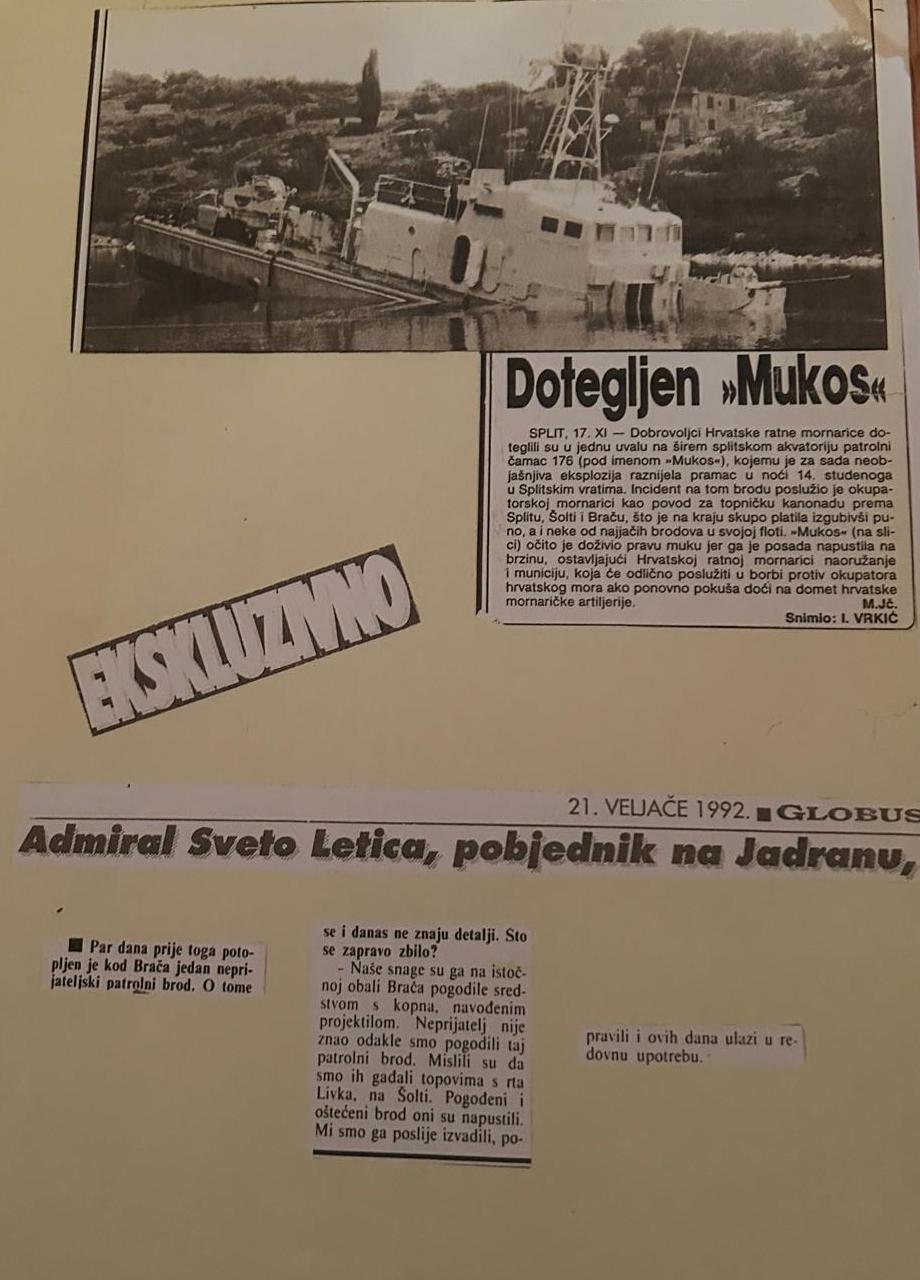 Dotegljen »Mukos«
SPLIT, 17. XI — Dobrovoljci Hrvatske ratne mornarice do-
teglili su u jednu uvalu na širem splitskom akvatoriju patrolni
čamac 176 (pod imenom »Mukos«), kojemu je za sada neob-
jašnjiva eksplozija raznijela pramac u noći 14. studenoga
u Splitskim vratima. Incident na tom brodu poslužio je okupa-
torskoj mornarici kao povod za topničku kanonadu prema
Splitu, Šolti i Braču, što je na kraju skupo platila izgubivši pu-
no, a i neke od najjačih brodova u svojoj floti. »Mukos« (na sli-
ci) očito je doživio pravu muku jer ga je posada napustila na
brzinu, ostavljajući Hrvatskoj ratnoj mornarici naoružanje
i municiju, koja će odlično poslužiti u borbi protiv okupatora
hrvatskog mora ako ponovno pokuša doći na domet hrvatske
mornaričke artiljerije. M.Jč.
Snimio: I. VRKIĆ
EKSKLUZIVNO
21. VELJAČE 1992. ■ GLOBUS
Admiral Sveto Letica, pobjednik na Jadranu,
■ Par dana prije toga poto-
pljen je kod Brača jedan nepri-
jateljski patrolni brod. O tome
se i danas ne znaju detalji. Što
se zapravo zbilo?
– Naše snage su ga na istoč-
noj obali Brača pogodile sred-
stvom s kopna, navođenim
projektilom. Neprijatelj nije
znao odakle smo pogodili taj
patrolni brod. Mislili su da
smo ih gađali topovima s rta
Livka, na Šolti. Pogođeni i
oštećeni brod oni su napustili.
Mi smo ga poslije izvadili, po-
pravili i ovih dana ulazi u re-
dovnu upotrebu.